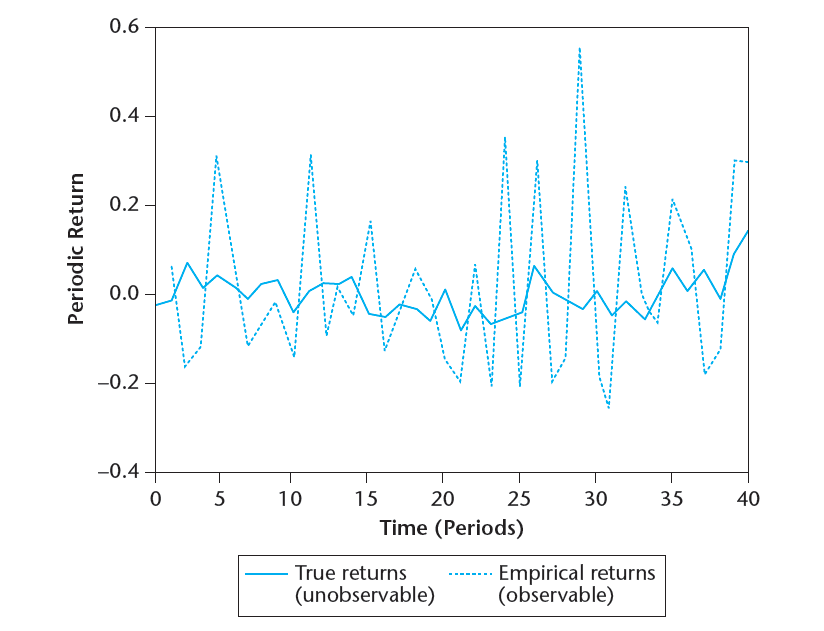 0.6
0.4
0.2
0.0
–0.2
–0.4
Periodic Return
0 5 10 15 20 25 30 35 40
Time (Periods)
True returns
(unobservable)
Empirical returns
(observable)